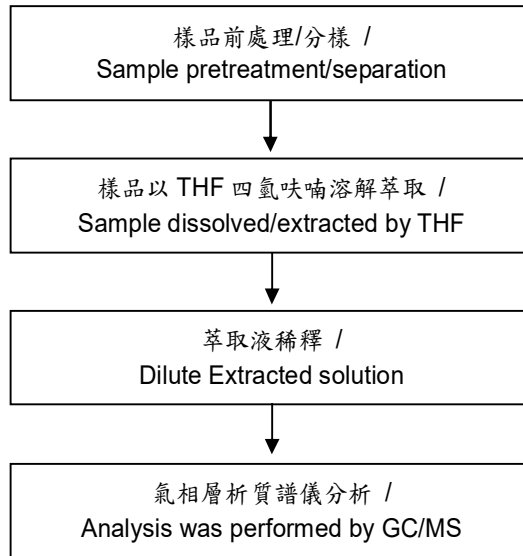 樣品前處理/分樣 /
Sample pretreatment/separation
樣品以 THF 四氫呋喃溶解萃取 /
Sample dissolved/extracted by THF
萃取液稀釋 /
Dilute Extracted solution
氣相層析質譜儀分析 /
Analysis was performed by GC/MS